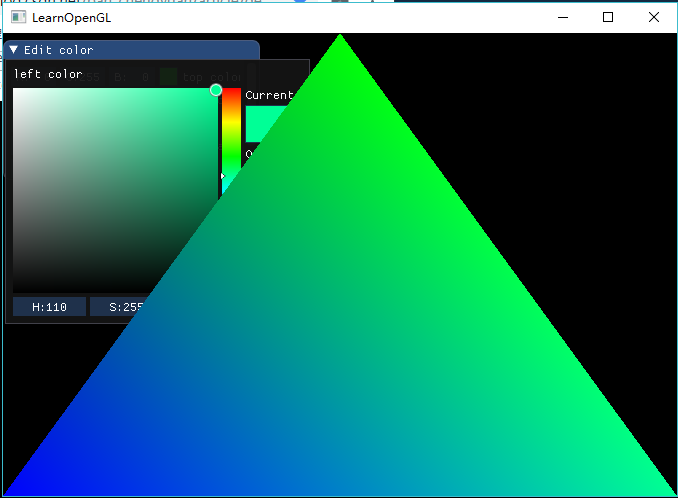 LearnOpenGL
Edit color
left color
top color
Current
H:110 S:255